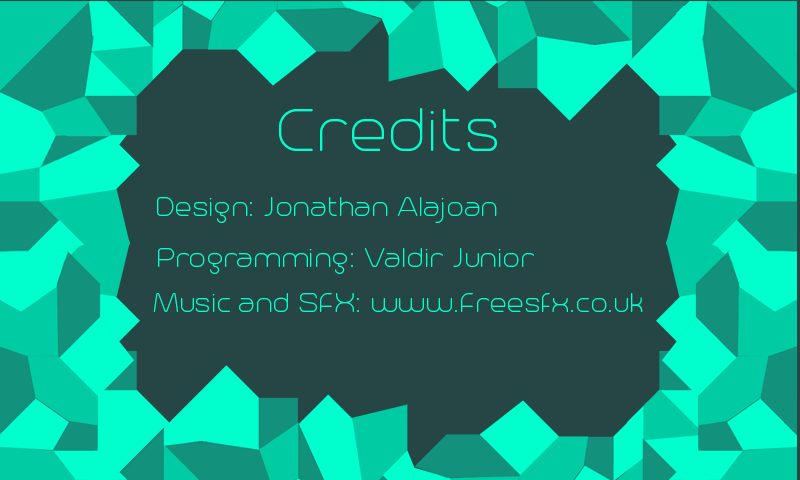 Credits
Design: Jonathan Alajoan
Programming: Valdir Junior
Music and SFX: www.freesfx.co.uk